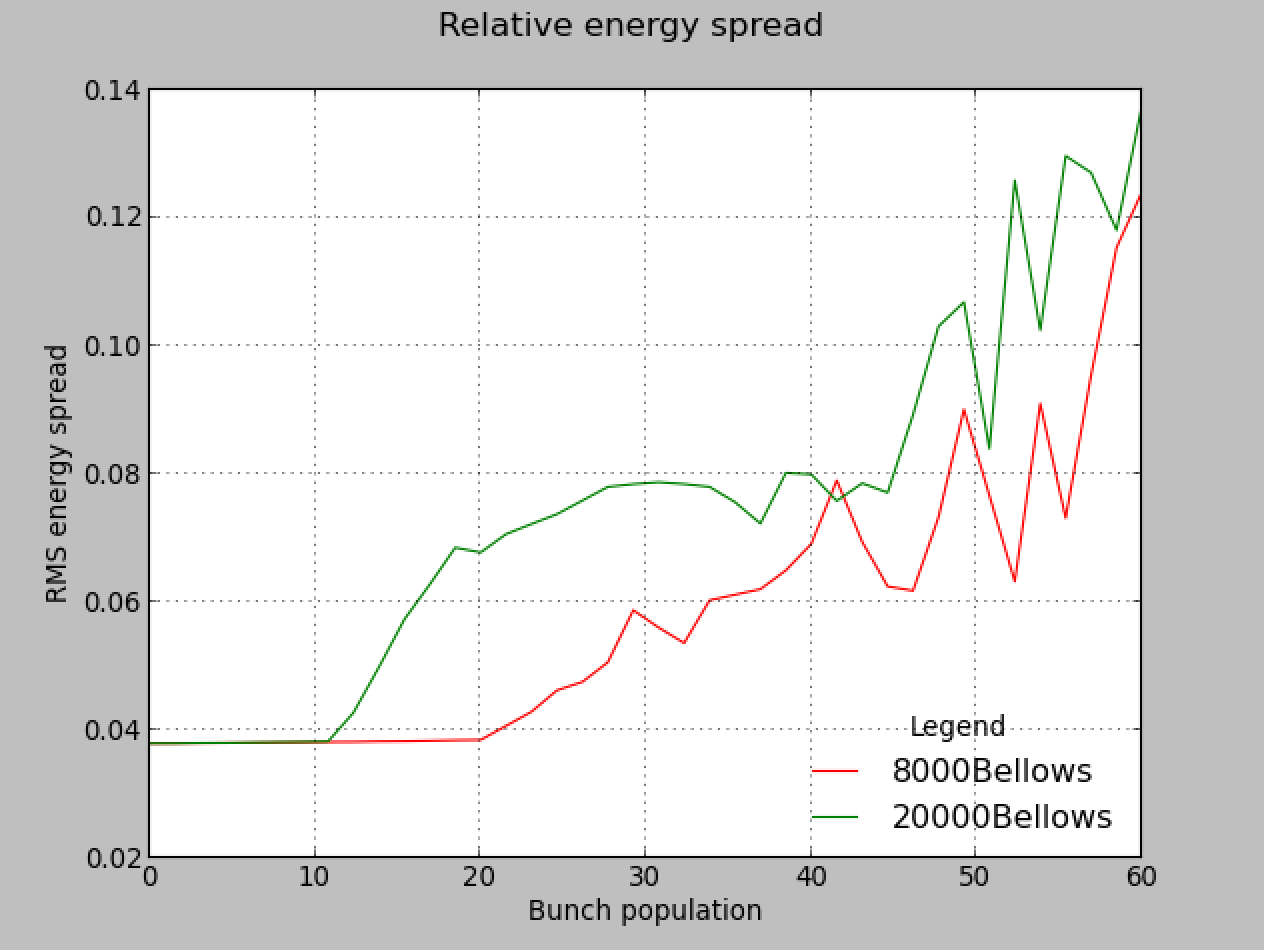 Relative energy spread
0.14
0.12
0.10
0.08
0.06
0.04
0.02
RMS energy spread
Legend
8000Bellows
20000Bellows
0 10 20 30 40 50 60
Bunch population